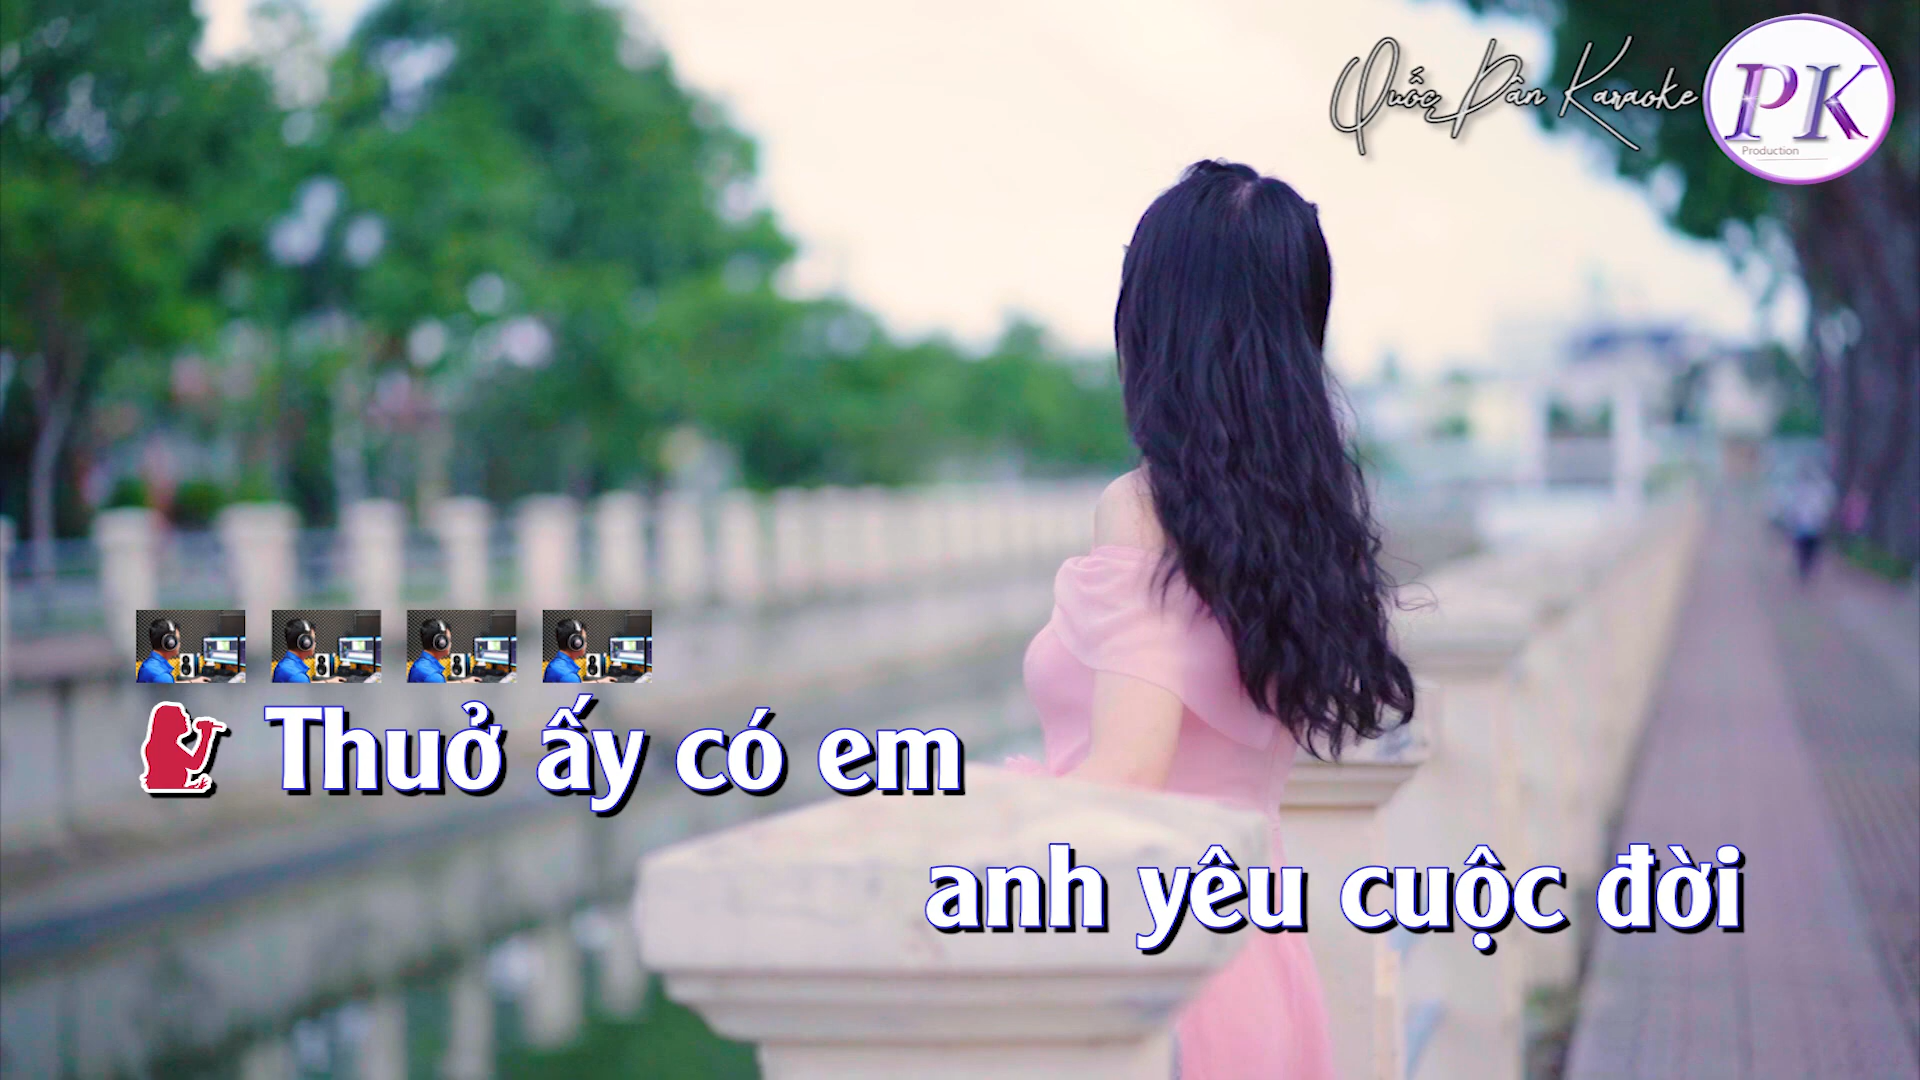 Quốc Dân Karaoke
PK
Production
Thuở ấy có em
anh yêu cuộc đời